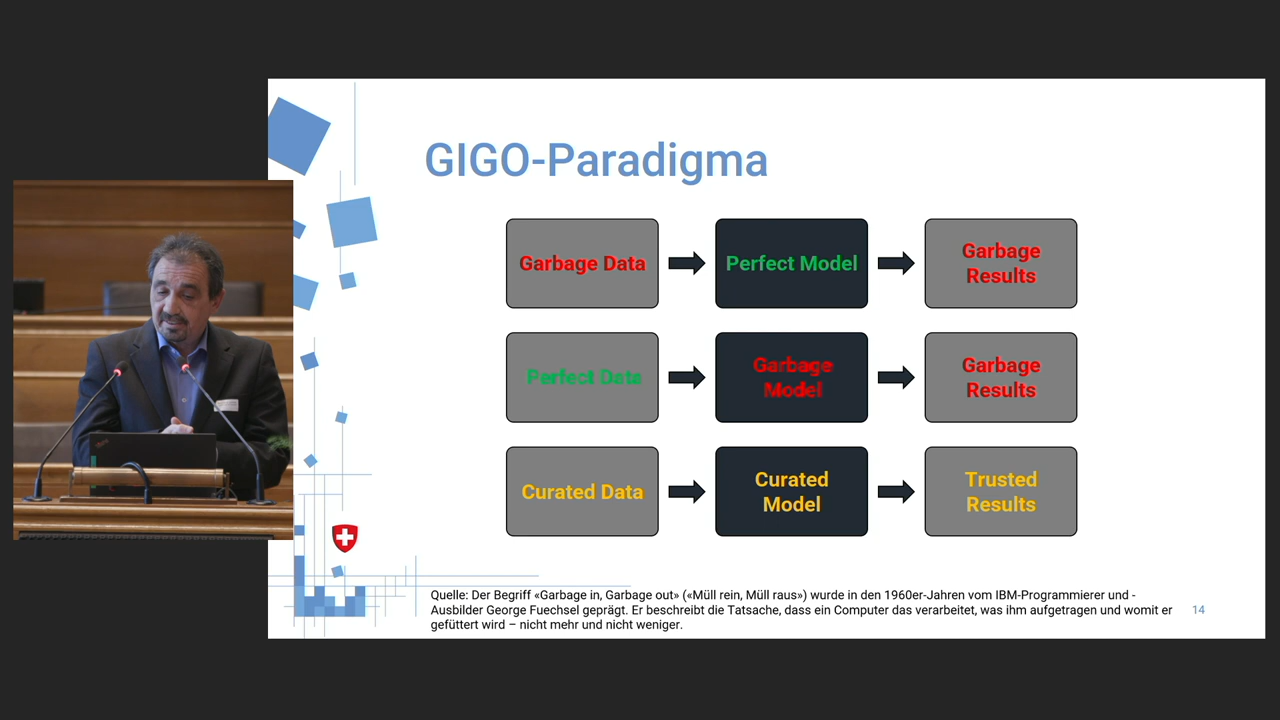 GIGO-Paradigma
Garbage Data
Perfect Model
Garbage
Results
Perfect Data
Garbage
Model
Garbage
Results
Curated Data
Curated
Model
Trusted
Results
Quelle: Der Begriff «Garbage in, Garbage out» («Müll rein, Müll raus») wurde in den 1960er-Jahren vom IBM-Programmierer und -
Ausbilder George Fuechsel geprägt. Er beschreibt die Tatsache, dass ein Computer das verarbeitet, was ihm aufgetragen und womit er
gefüttert wird – nicht mehr und nicht weniger.
14